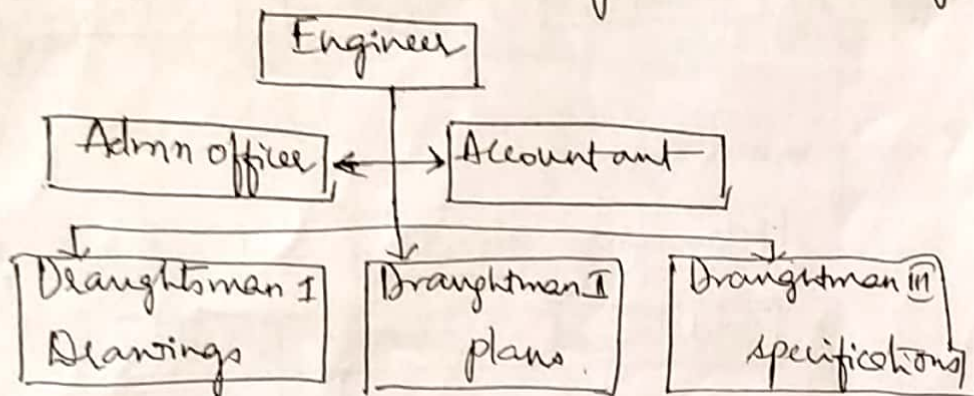 Engineer
Admn officer
Accountant
Draughtsman I
Drawings
Draughtman II
plans.
Draughtman III
specifications